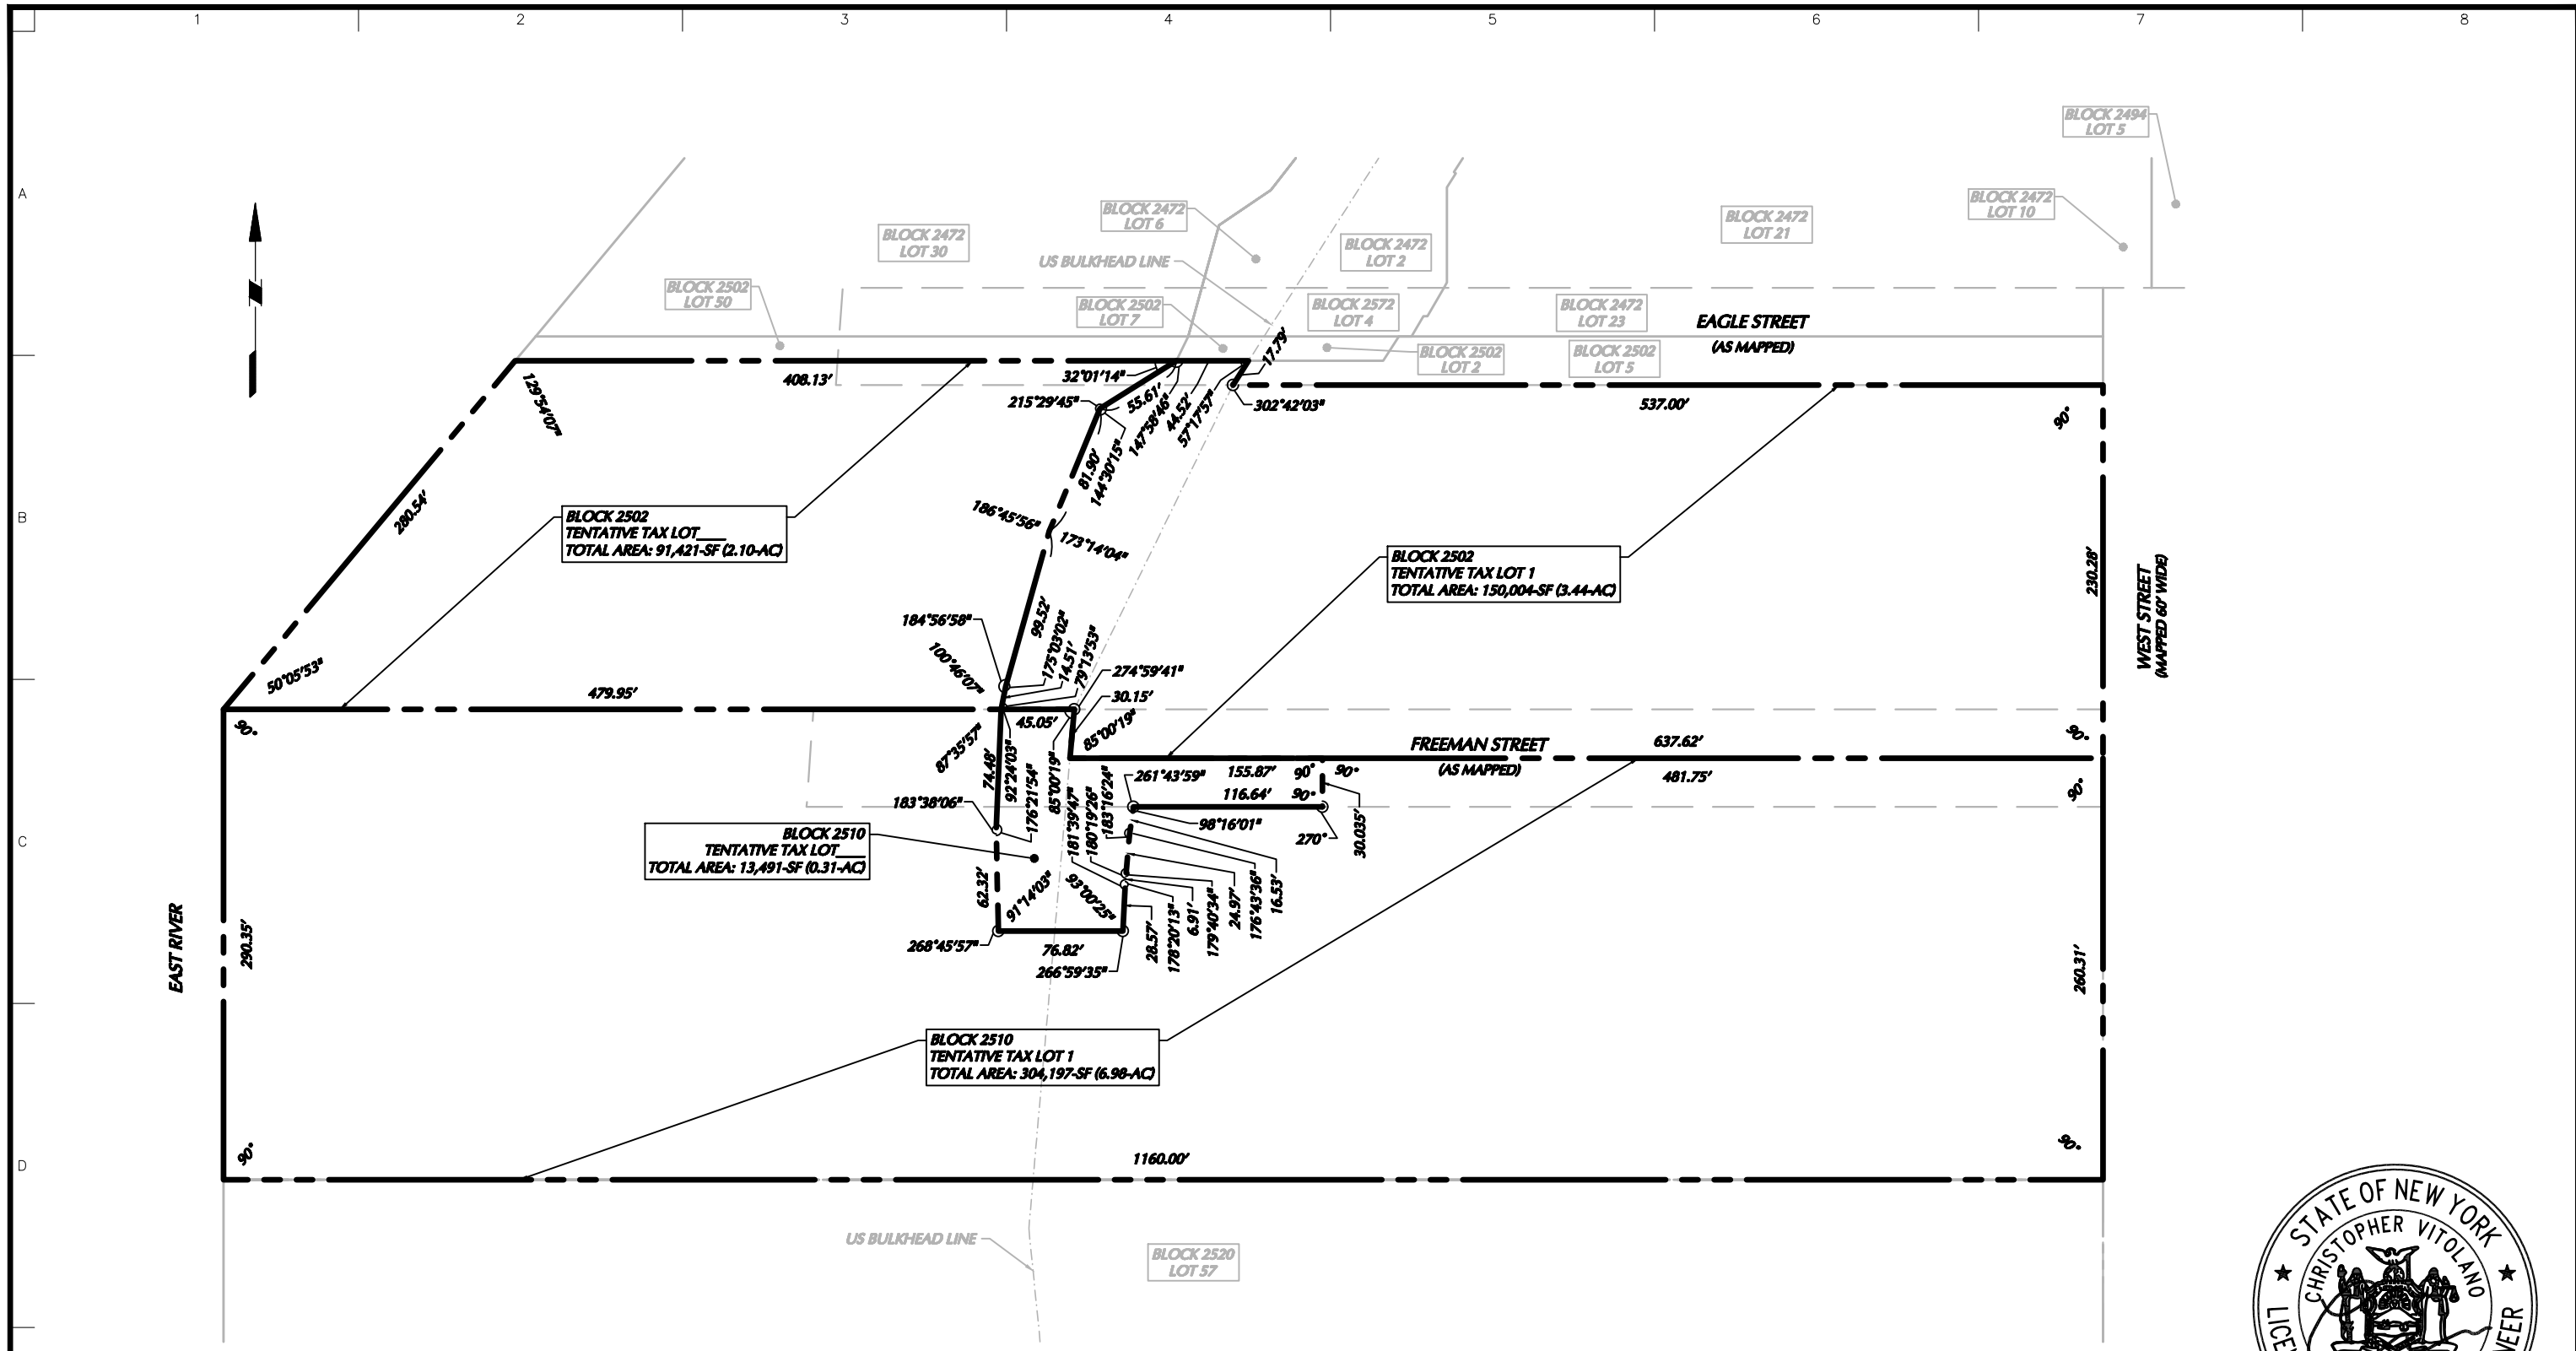 1 2 3 4 5 6 7 8
A
B
C
D
BLOCK 2494
LOT 5
BLOCK 2472
LOT 10
BLOCK 2472
LOT 6
BLOCK 2472
LOT 21
BLOCK 2472
LOT 30
BLOCK 2472
LOT 2
US BULKHEAD LINE
BLOCK 2502
LOT 50
BLOCK 2502
LOT 7
BLOCK 2572
LOT 4
BLOCK 2472
LOT 23
EAGLE STREET
(AS MAPPED)
BLOCK 2502
LOT 2
BLOCK 2502
LOT 5
17.79'
408.13'
32°01'14"
129°54'07"
215°29'45"
55.61'
147°58'46"
44.52'
57°17'57"
302°42'03"
537.00'
90°
81.90'
144°30'15"
280.54'
186°45'56"
173°14'04"
BLOCK 2502
TENTATIVE TAX LOT____
TOTAL AREA: 91,421-SF (2.10-AC)
BLOCK 2502
TENTATIVE TAX LOT 1
TOTAL AREA: 150,004-SF (3.44-AC)
230.28'
WEST STREET
(MAPPED 60' WIDE)
184°56'58"
99.52'
175°03'02"
14.51'
79°13'53"
100°46'07"
274°59'41"
30.15'
50°05'53"
479.95'
90°
45.05'
85°00'19"
87°35'57"
74.48'
92°24'03"
176°21'54"
85°00'19"
FREEMAN STREET
(AS MAPPED)
637.62'
90°
155.87'
90°
90°
481.75'
90°
261°43'59"
116.64'
90°
183°38'06"
181°39'47"
180°19'26"
183°16'24"
98°16'01"
270°
30.035'
BLOCK 2510
TENTATIVE TAX LOT____
TOTAL AREA: 13,491-SF (0.31-AC)
62.32'
91°14'03"
93°00'25"
28.57'
178°20'13"
6.91'
179°40'34"
24.97'
176°43'36"
16.53'
268°45'57"
76.82'
266°59'35"
EAST RIVER
290.35'
260.31'
BLOCK 2510
TENTATIVE TAX LOT 1
TOTAL AREA: 304,197-SF (6.98-AC)
90°
1160.00'
90°
US BULKHEAD LINE
BLOCK 2520
LOT 57
STATE OF NEW YORK
CHRISTOPHER VITOLANO